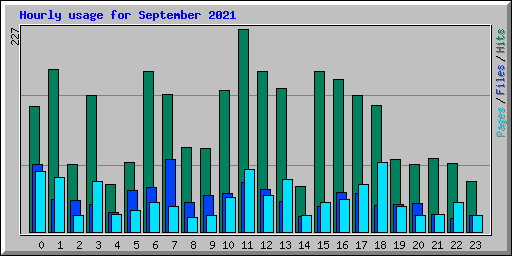 Hourly usage for September 2021
227
Pages/Files/Hits
0 1 2 3 4 5 6 7 8 9 10 11 12 13 14 15 16 17 18 19 20 21 22 23